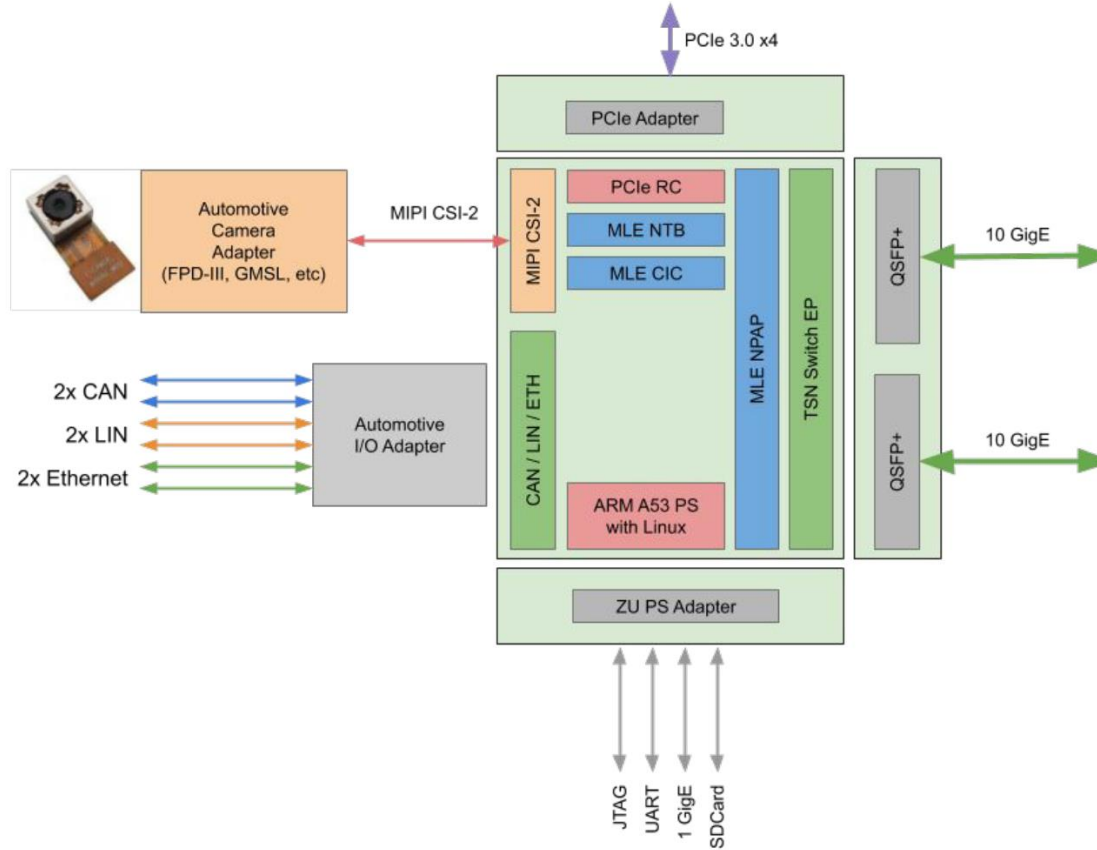 PCIe 3.0 x4
PCIe Adapter
Automotive
Camera
Adapter
(FPD-III, GMSL, etc)
MIPI CSI-2
MIPI CSI-2
PCIe RC
MLE NTB
MLE CIC
MLE NPAP
TSN Switch EP
QSFP+
10 GigE
2x CAN
2x LIN
2x Ethernet
Automotive
I/O Adapter
CAN / LIN / ETH
ARM A53 PS
with Linux
QSFP+
10 GigE
ZU PS Adapter
JTAG
UART
1 GigE
SDCard